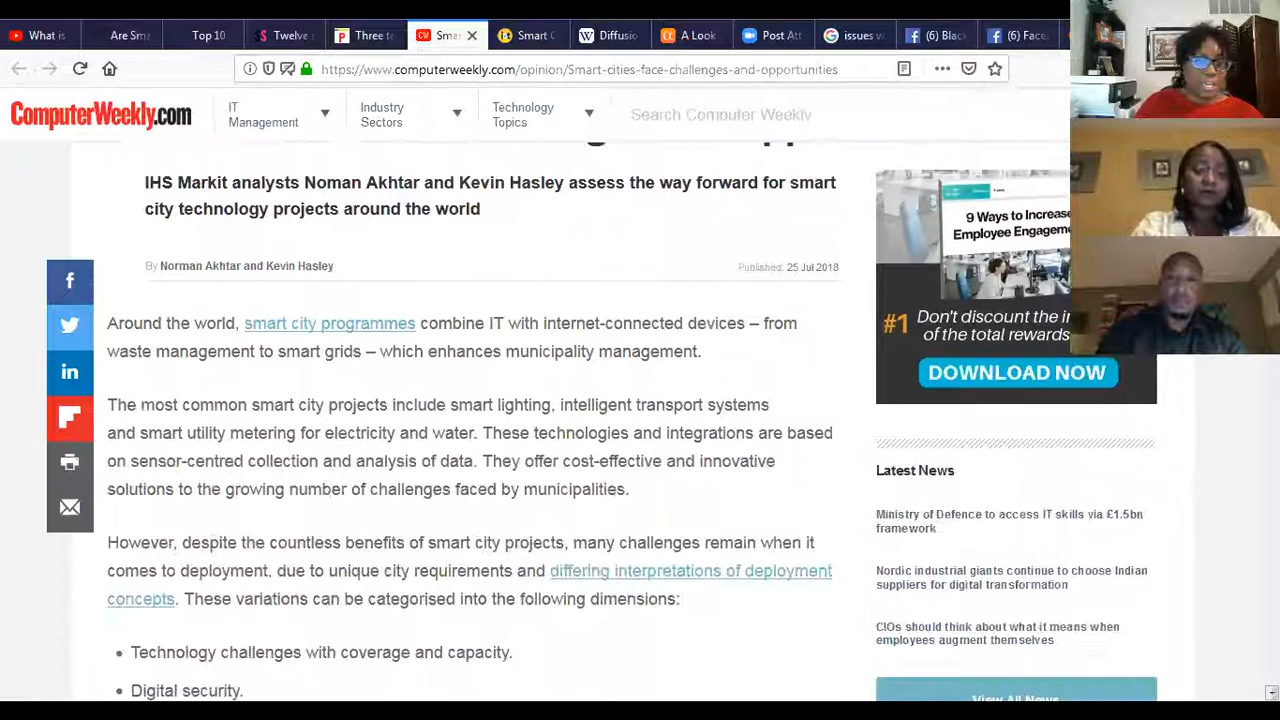 What is
Are Sm
Top 10
Twelve
Three t
Smar
Smart C
Diffusio
A Look
Post Att
issues v
(6) Blac
(6) Face
https://www.computerweekly.com/opinion/Smart-cities-face-challenges-and-opportunities
ComputerWeekly.com
IT
Management
Industry
Sectors
Technology
Topics
Search Computer Weekly
IHS Markit analysts Noman Akhtar and Kevin Hasley assess the way forward for smart
city technology projects around the world
By Norman Akhtar and Kevin Hasley
Published: 25 Jul 2018
Around the world, smart city programmes combine IT with internet-connected devices – from
waste management to smart grids – which enhances municipality management.
The most common smart city projects include smart lighting, intelligent transport systems
and smart utility metering for electricity and water. These technologies and integrations are based
on sensor-centred collection and analysis of data. They offer cost-effective and innovative
solutions to the growing number of challenges faced by municipalities.
However, despite the countless benefits of smart city projects, many challenges remain when it
comes to deployment, due to unique city requirements and differing interpretations of deployment
concepts. These variations can be categorised into the following dimensions:
• Technology challenges with coverage and capacity.
• Digital security.
9 Ways to Increase
Employee Engagem
#1 Don't discount the i
of the total rewards
DOWNLOAD NOW
Latest News
Ministry of Defence to access IT skills via £1.5bn
framework
Nordic industrial giants continue to choose Indian
suppliers for digital transformation
CIOs should think about what it means when
employees augment themselves
View All News